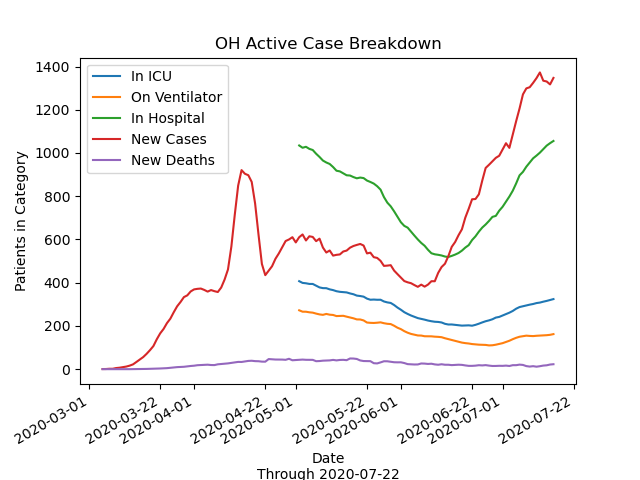 OH Active Case Breakdown
1400
1200
1000
800
600
400
200
0
Patients in Category
In ICU
On Ventilator
In Hospital
New Cases
New Deaths
2020-03-01
2020-03-22
2020-04-01
2020-04-22
2020-05-01
2020-05-22
2020-06-01
2020-06-22
2020-07-01
2020-07-22
Date
Through 2020-07-22